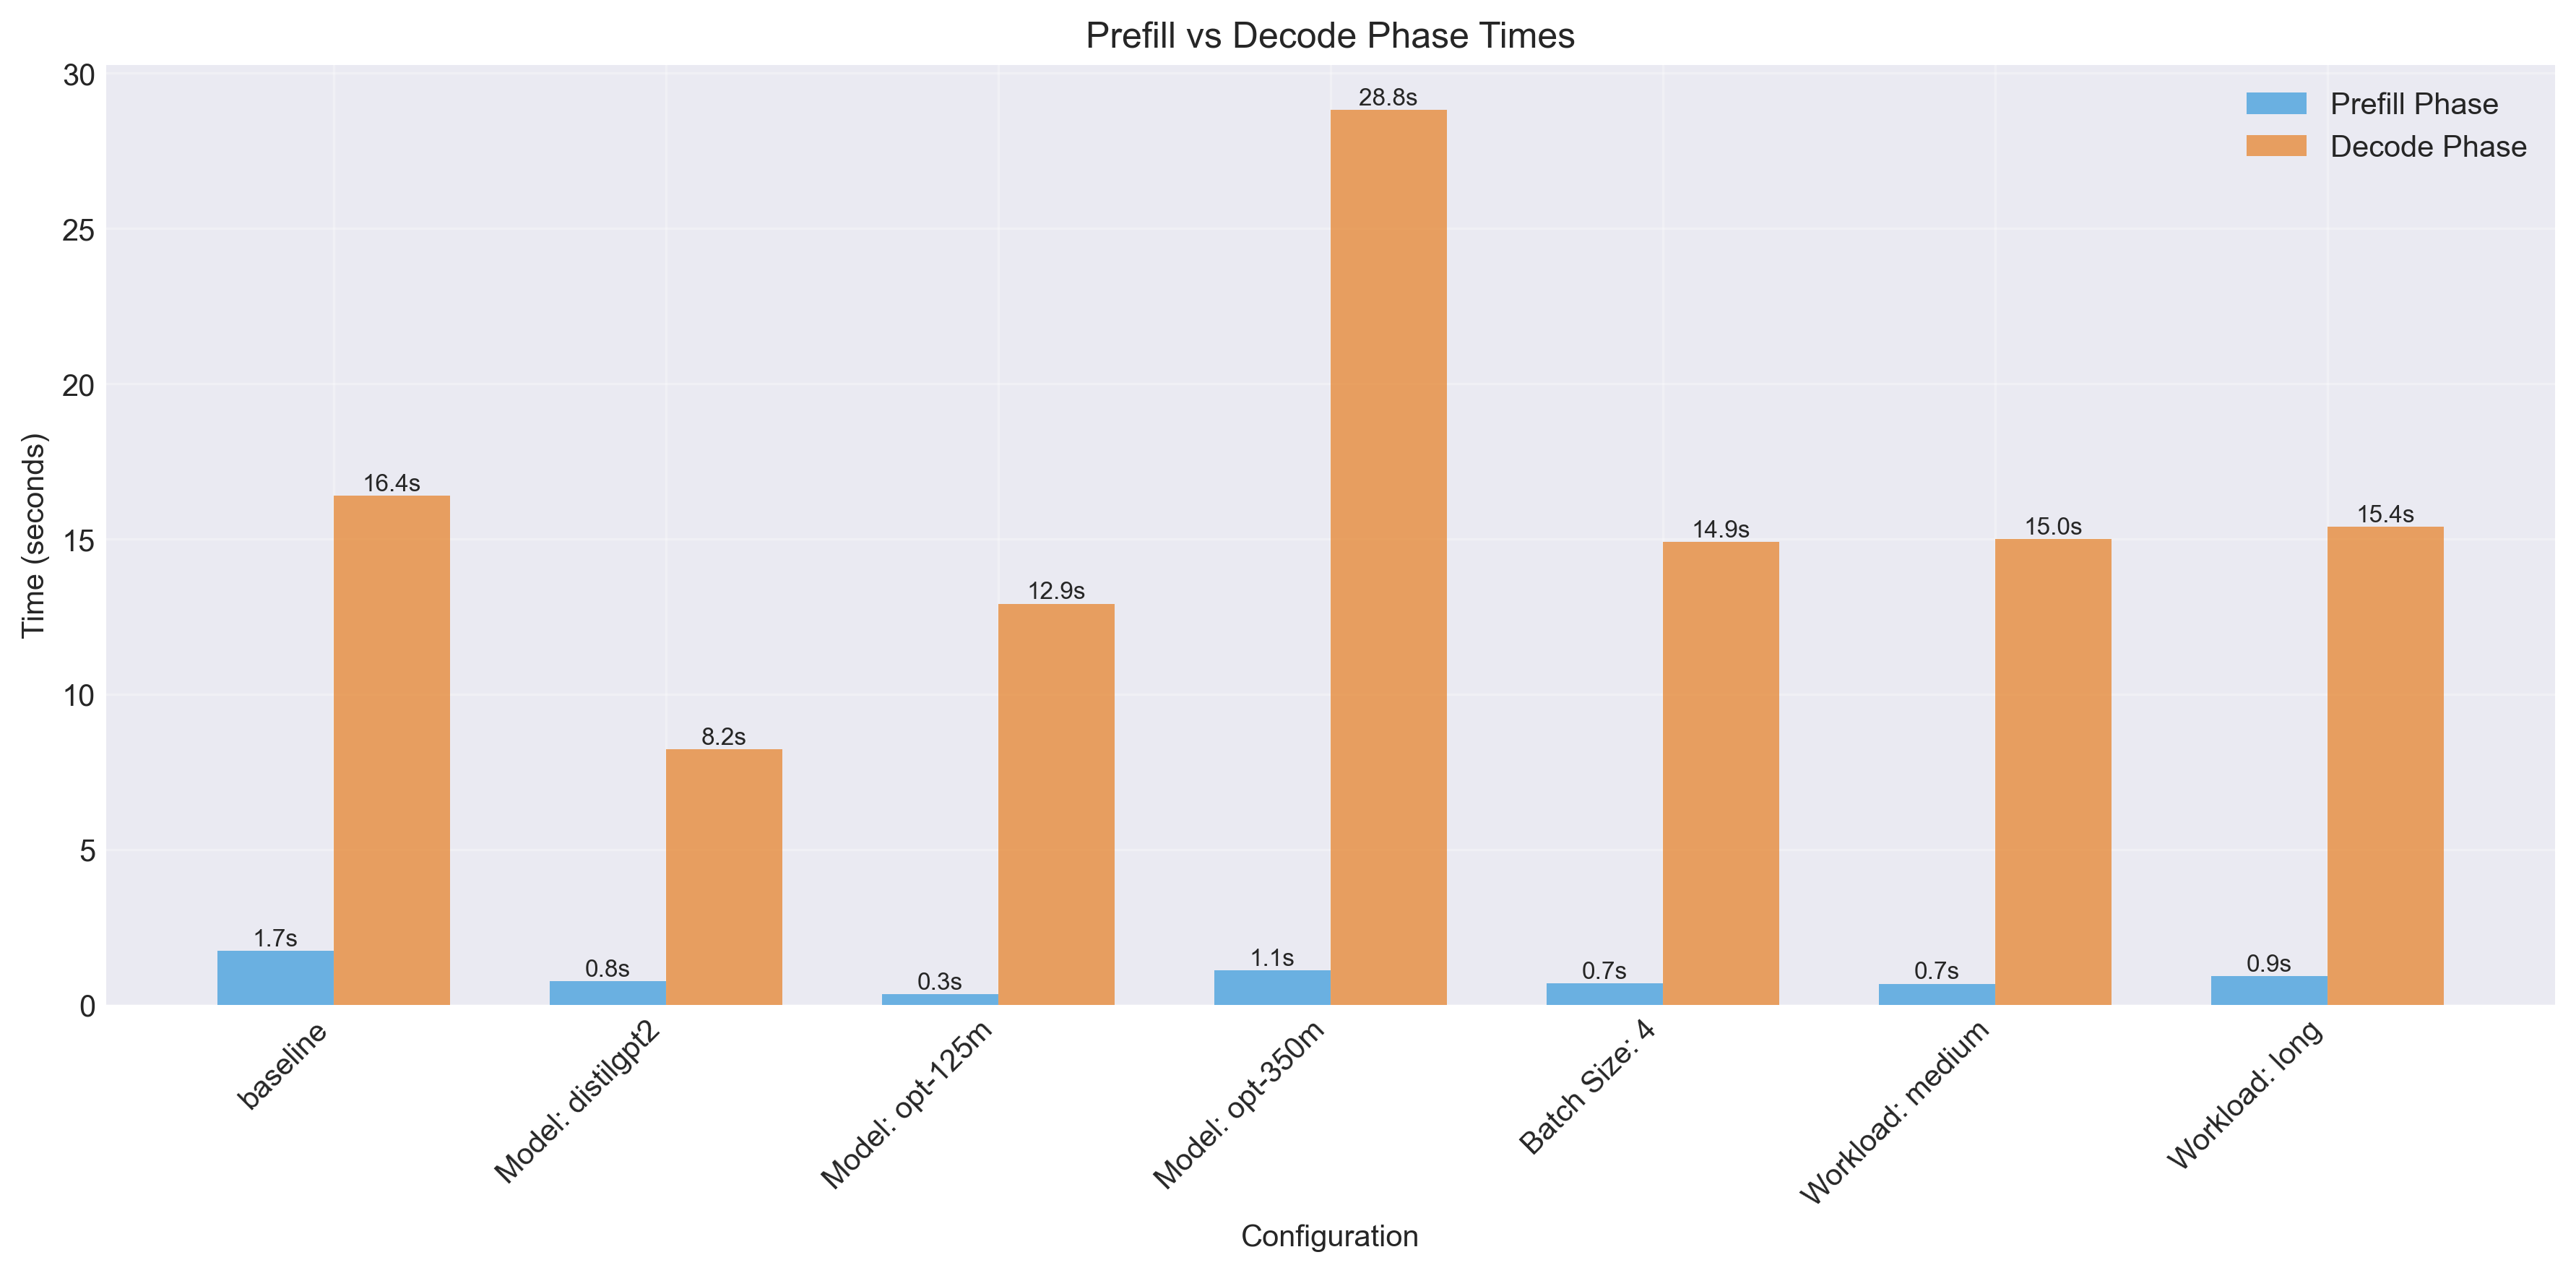 Prefill vs Decode Phase Times
Prefill Phase
Decode Phase
Time (seconds)
30
25
20
15
10
5
0
1.7s
16.4s
0.8s
8.2s
0.3s
12.9s
1.1s
28.8s
0.7s
14.9s
0.7s
15.0s
0.9s
15.4s
baseline
Model: distilgpt2
Model: opt-125m
Model: opt-350m
Batch Size: 4
Workload: medium
Workload: long
Configuration